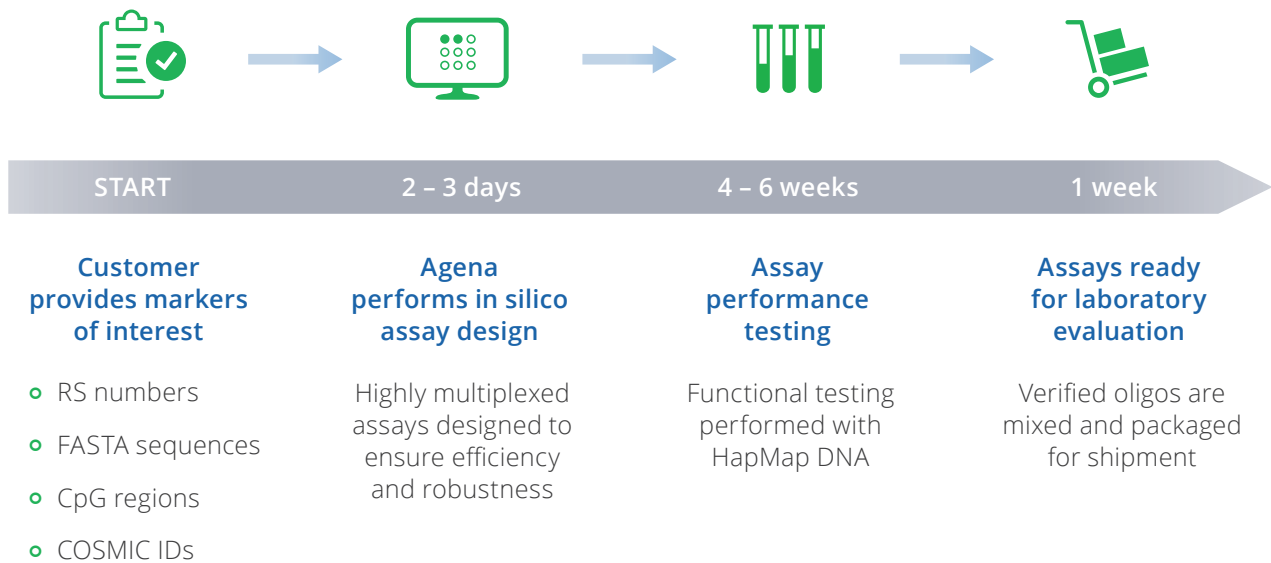 START
2 – 3 days
4 – 6 weeks
1 week
Customer
provides markers
of interest
RS numbers
FASTA sequences
CpG regions
COSMIC IDs
Agena
performs in silico
assay design
Highly multiplexed
assays designed to
ensure efficiency
and robustness
Assay
performance
testing
Functional testing
performed with
HapMap DNA
Assays ready
for laboratory
evaluation
Verified oligos are
mixed and packaged
for shipment